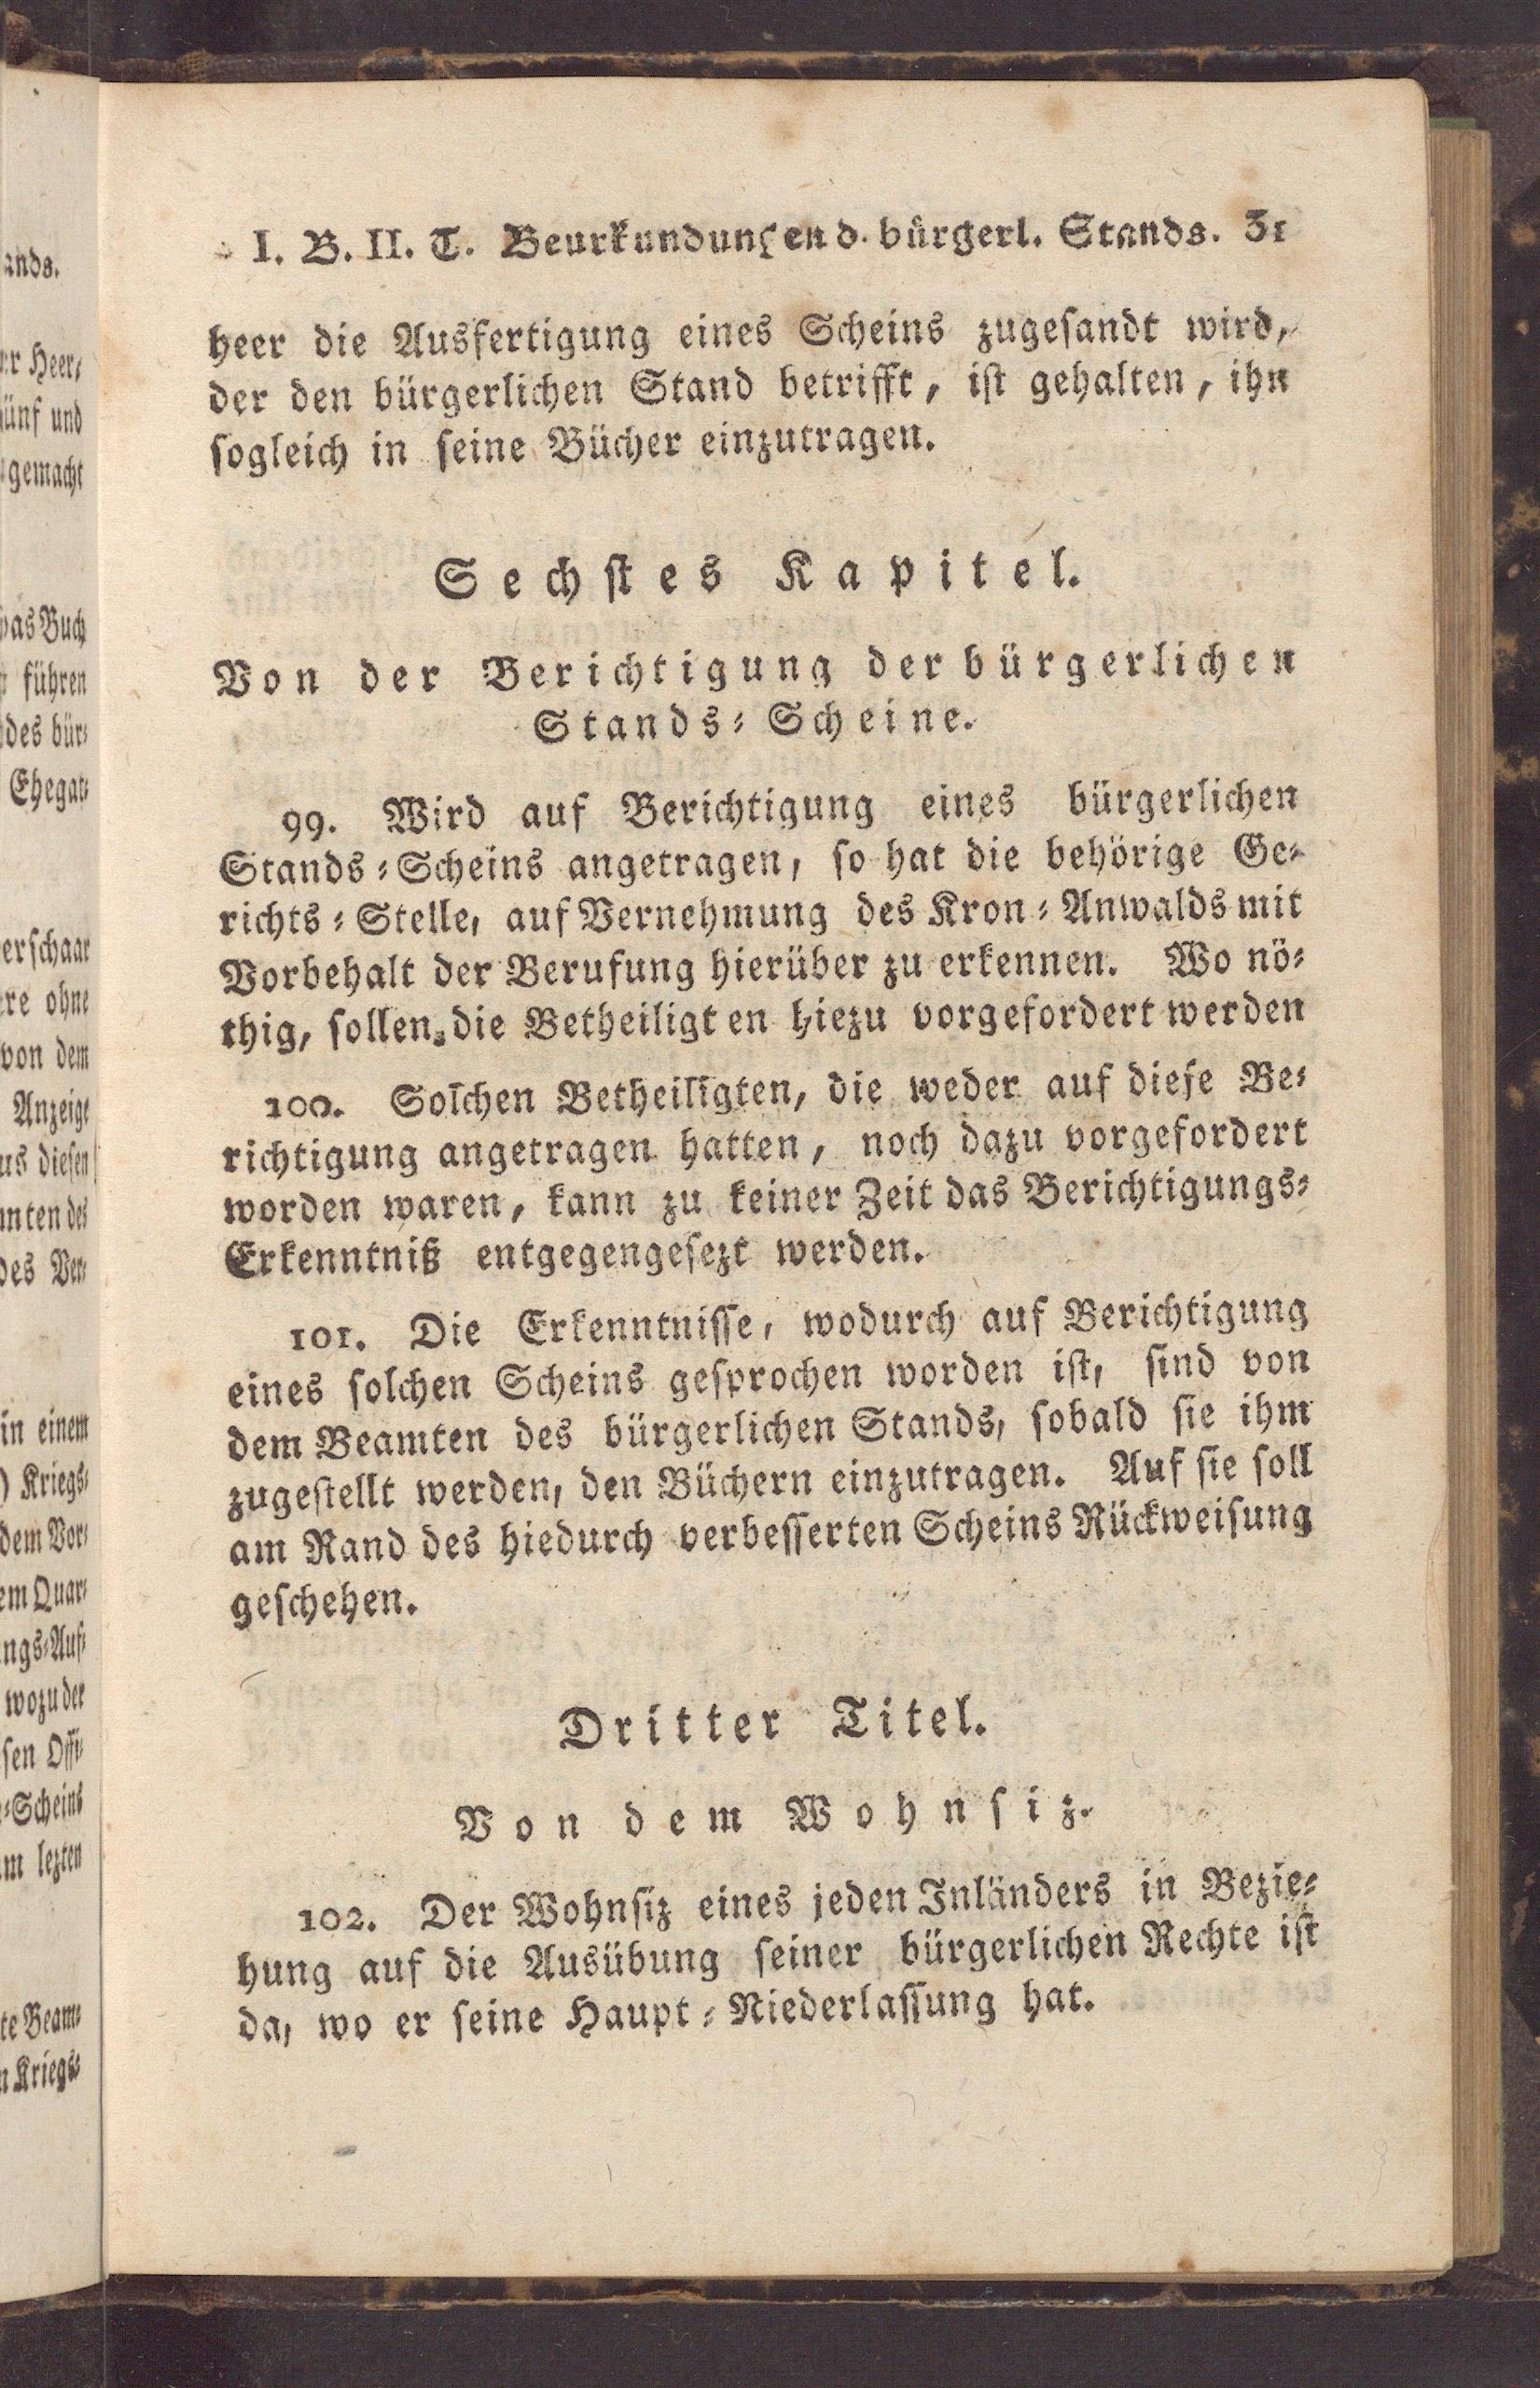 I. B. II. T. Beurkundungen d. bürgerl. Stands. 31
heer die Ausfertigung eines Scheins zugesandt wird,
der den bürgerlichen Stand betrifft, ist gehalten, ihn
sogleich in seine Bücher einzutragen.
Sechstes Kapitel.
Von der Berichtigung der bürgerlichen
Stands-Scheine.
99. Wird auf Berichtigung eines bürgerlichen
Stands-Scheins angetragen, so hat die behörige Ge-
richts-Stelle, auf Vernehmung des Kron-Anwalds mit
Vorbehalt der Berufung hierüber zu erkennen. Wo nö-
thig, sollen die Betheiligten hiezu vorgefordert werden
100. Solchen Betheiligten, die weder auf diese Be-
richtigung angetragen hatten, noch dazu vorgefordert
worden waren, kann zu keiner Zeit das Berichtigungs-
Erkenntniß entgegengesezt werden.
101. Die Erkenntnisse, wodurch auf Berichtigung
eines solchen Scheins gesprochen worden ist, sind von
dem Beamten des bürgerlichen Stands, sobald sie ihm
zugestellt werden, den Büchern einzutragen. Auf sie soll
am Rand des hiedurch verbesserten Scheins Rückweisung
geschehen.
Dritter Titel.
Von dem Wohnsiz.
102. Der Wohnsiz eines jeden Inländers in Bezie-
hung auf die Ausübung seiner bürgerlichen Rechte ist
da, wo er seine Haupt-Niederlassung hat.